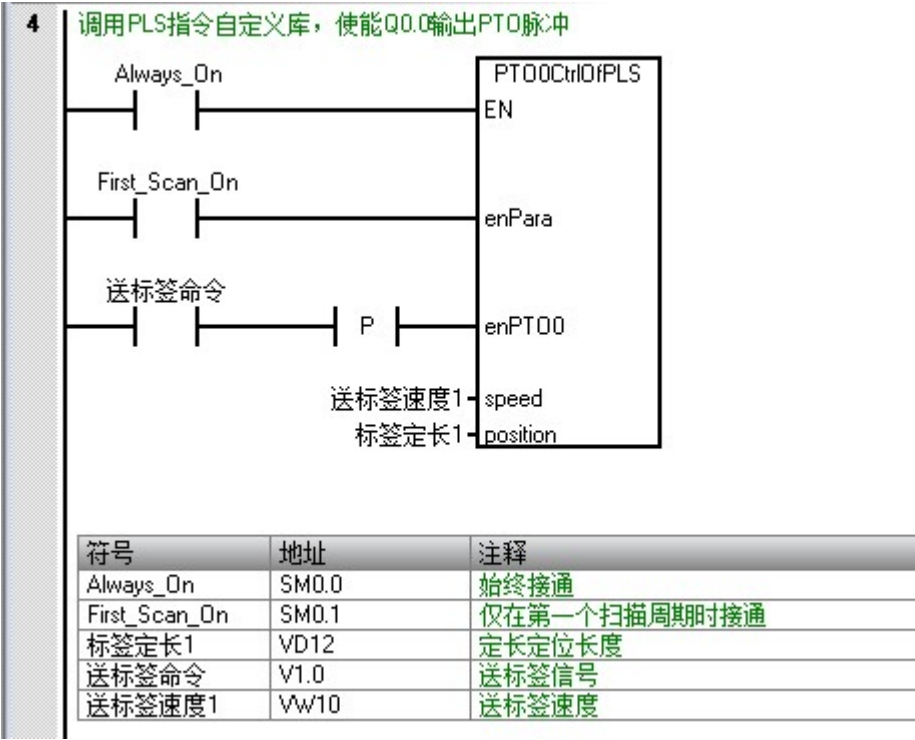 4 调用PLS指令自定义库，使能Q0.0输出PTO脉冲
Always_On
PTO0CtrlOfPLS
EN
First_Scan_On
enPara
送标签命令
P
enPTO0
送标签速度1 speed
标签定长1 position
符号 地址 注释
Always_On SM0.0 始终接通
First_Scan_On SM0.1 仅在第一个扫描周期时接通
标签定长1 VD12 定长定位长度
送标签命令 V1.0 送标签信号
送标签速度1 VW10 送标签速度